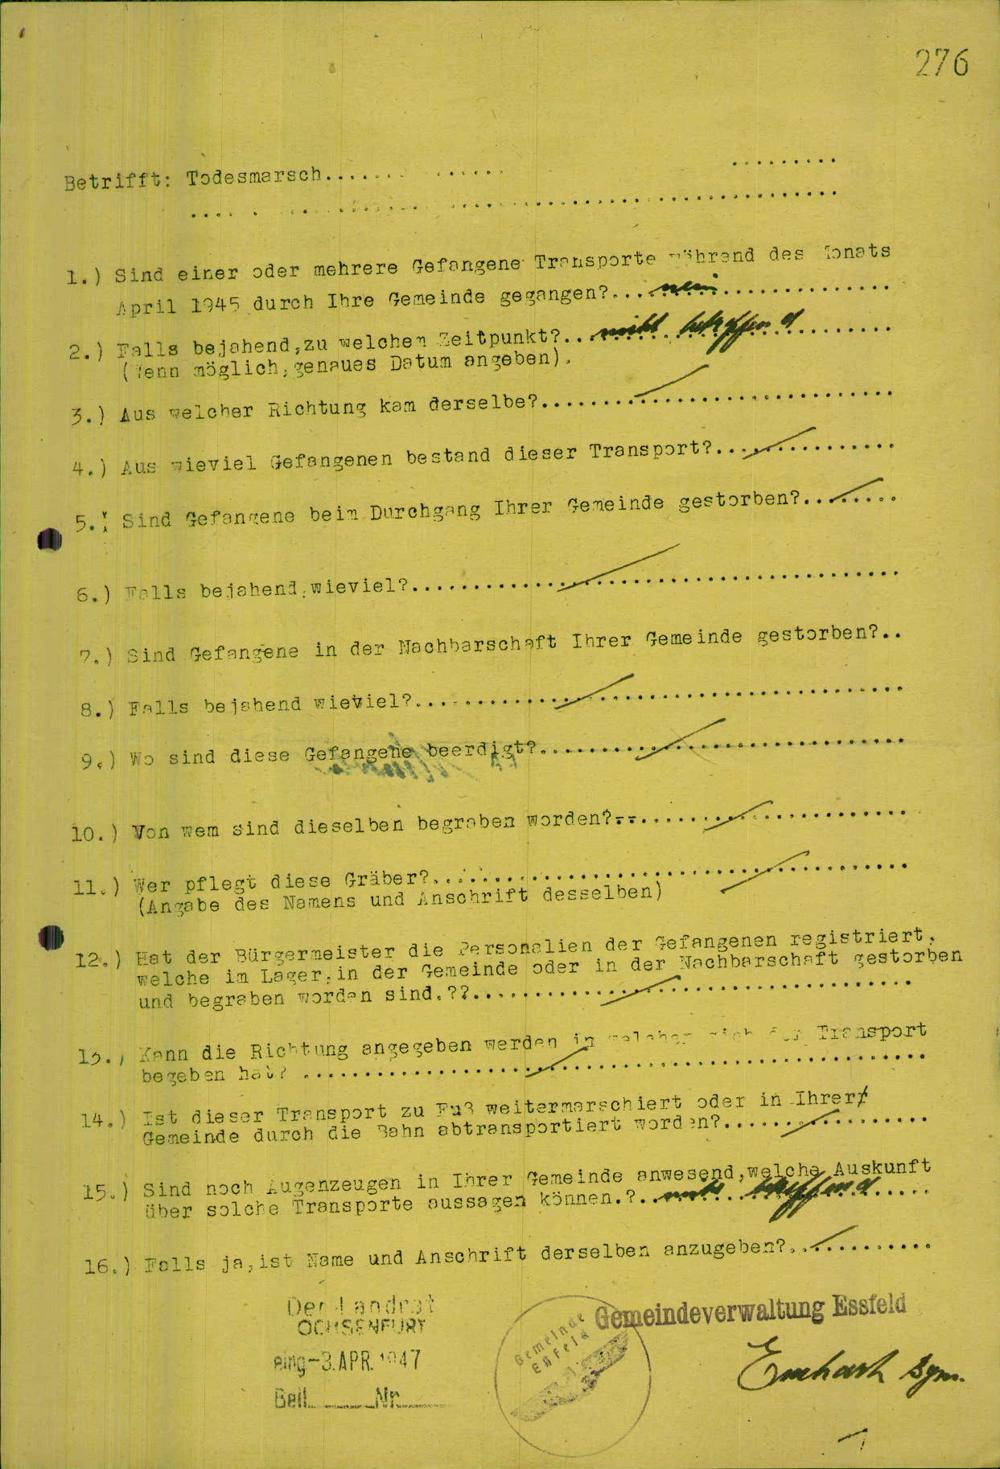 276
Betrifft: Todesmarsch...... ......
1.) Sind einer oder mehrere Gefangene Transporte während des Monats
April 1945 durch Ihre Gemeinde gegangen?....nein..............
2.) Falls bejahend,zu welchem Zeitpunkt?...nicht betreffend.........
(Wenn möglich,genaues Datum angeben).
3.) Aus welcher Richtung kam derselbe?.................................
4.) Aus wieviel Gefangenen bestand dieser Transport?.................
5.) Sind Gefangene beim Durchgang Ihrer Gemeinde gestorben?.........
6.) Falls bejahend,wieviel?...........................................
7.) Sind Gefangene in der Nachbarschaft Ihrer Gemeinde gestorben?..
8.) Falls bejahend wieviel?...........................................
9.) Wo sind diese Gefangene beerdigt?.................................
10.) Von wem sind dieselben begraben worden?..........................
11.) Wer pflegt diese Gräber?...........................................
(Angabe des Namens und Anschrift desselben)
12.) Hat der Bürgermeister die Personalien der Gefangenen registriert,
welche im Lager,in der Gemeinde oder in der Nachbarschaft gestorben
und begraben worden sind.??.......................................
13.) Kann die Richtung angegeben werden in welcher sich der Transport
begeben hat? .....................................................
14.) Ist dieser Transport zu Fuß weitermarschiert oder in Ihrer
Gemeinde durch die Bahn abtransportiert worden?.................
15.) Sind noch Augenzeugen in Ihrer Gemeinde anwesend,welche Auskunft
über solche Transporte aussagen können.?..nicht betreffend.....
16.) Falls ja,ist Name und Anschrift derselben anzugeben?............
Der Landrat
OCHSENFURT
eing-3.APR.1947
Beil.______Nr.______
Gemeinde
Eßfeld
Gemeindeverwaltung Essfeld
Bgm.